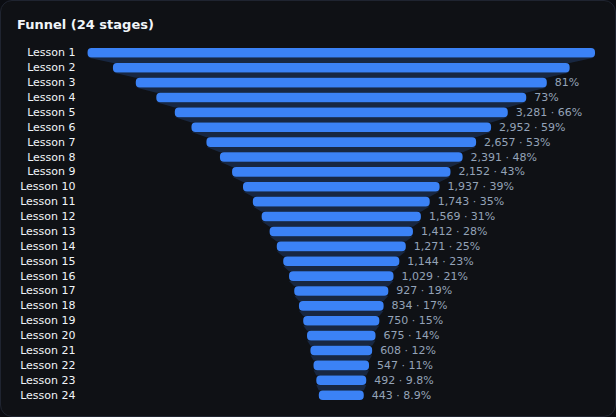 Funnel (24 stages)
Lesson 1
Lesson 2
Lesson 3 81%
Lesson 4 73%
Lesson 5 3,281 · 66%
Lesson 6 2,952 · 59%
Lesson 7 2,657 · 53%
Lesson 8 2,391 · 48%
Lesson 9 2,152 · 43%
Lesson 10 1,937 · 39%
Lesson 11 1,743 · 35%
Lesson 12 1,569 · 31%
Lesson 13 1,412 · 28%
Lesson 14 1,271 · 25%
Lesson 15 1,144 · 23%
Lesson 16 1,029 · 21%
Lesson 17 927 · 19%
Lesson 18 834 · 17%
Lesson 19 750 · 15%
Lesson 20 675 · 14%
Lesson 21 608 · 12%
Lesson 22 547 · 11%
Lesson 23 492 · 9.8%
Lesson 24 443 · 8.9%